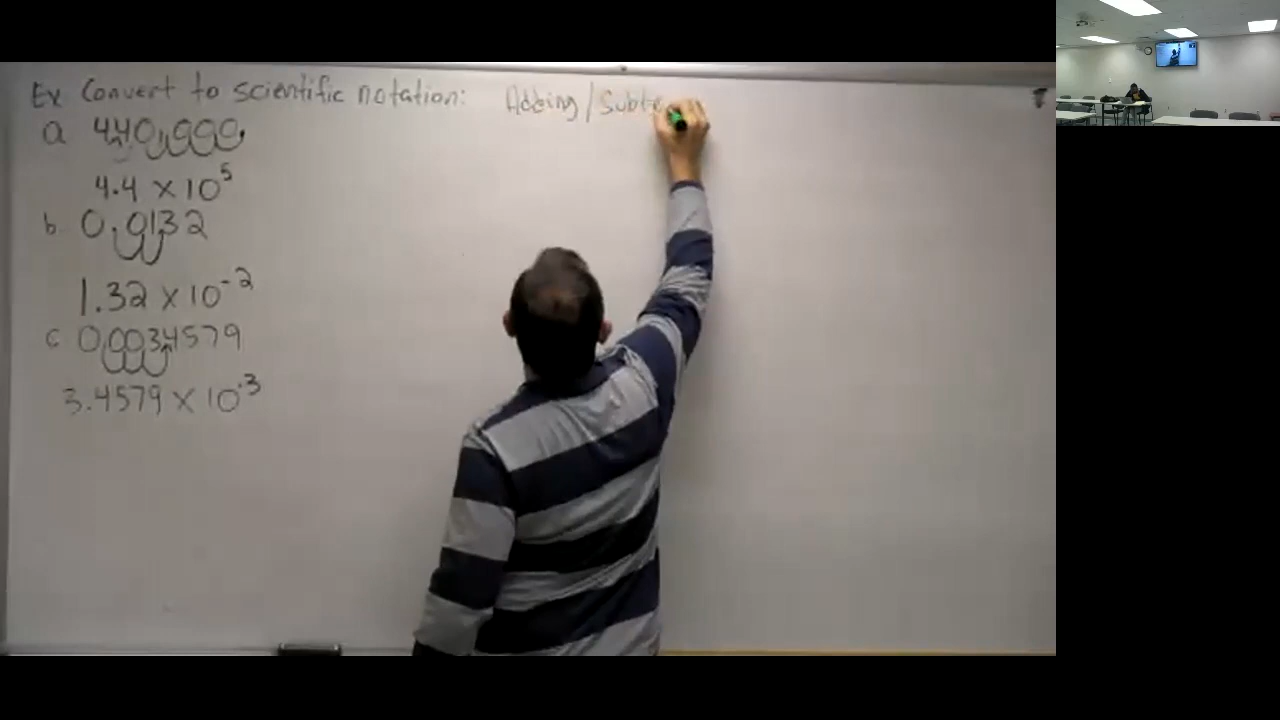 Ex Convert to scientific notation:
a 440,000.
4.4 × 10⁵
b 0.0132
1.32 × 10⁻²
c 0.0034579
3.4579 × 10⁻³
Adding / Subtr